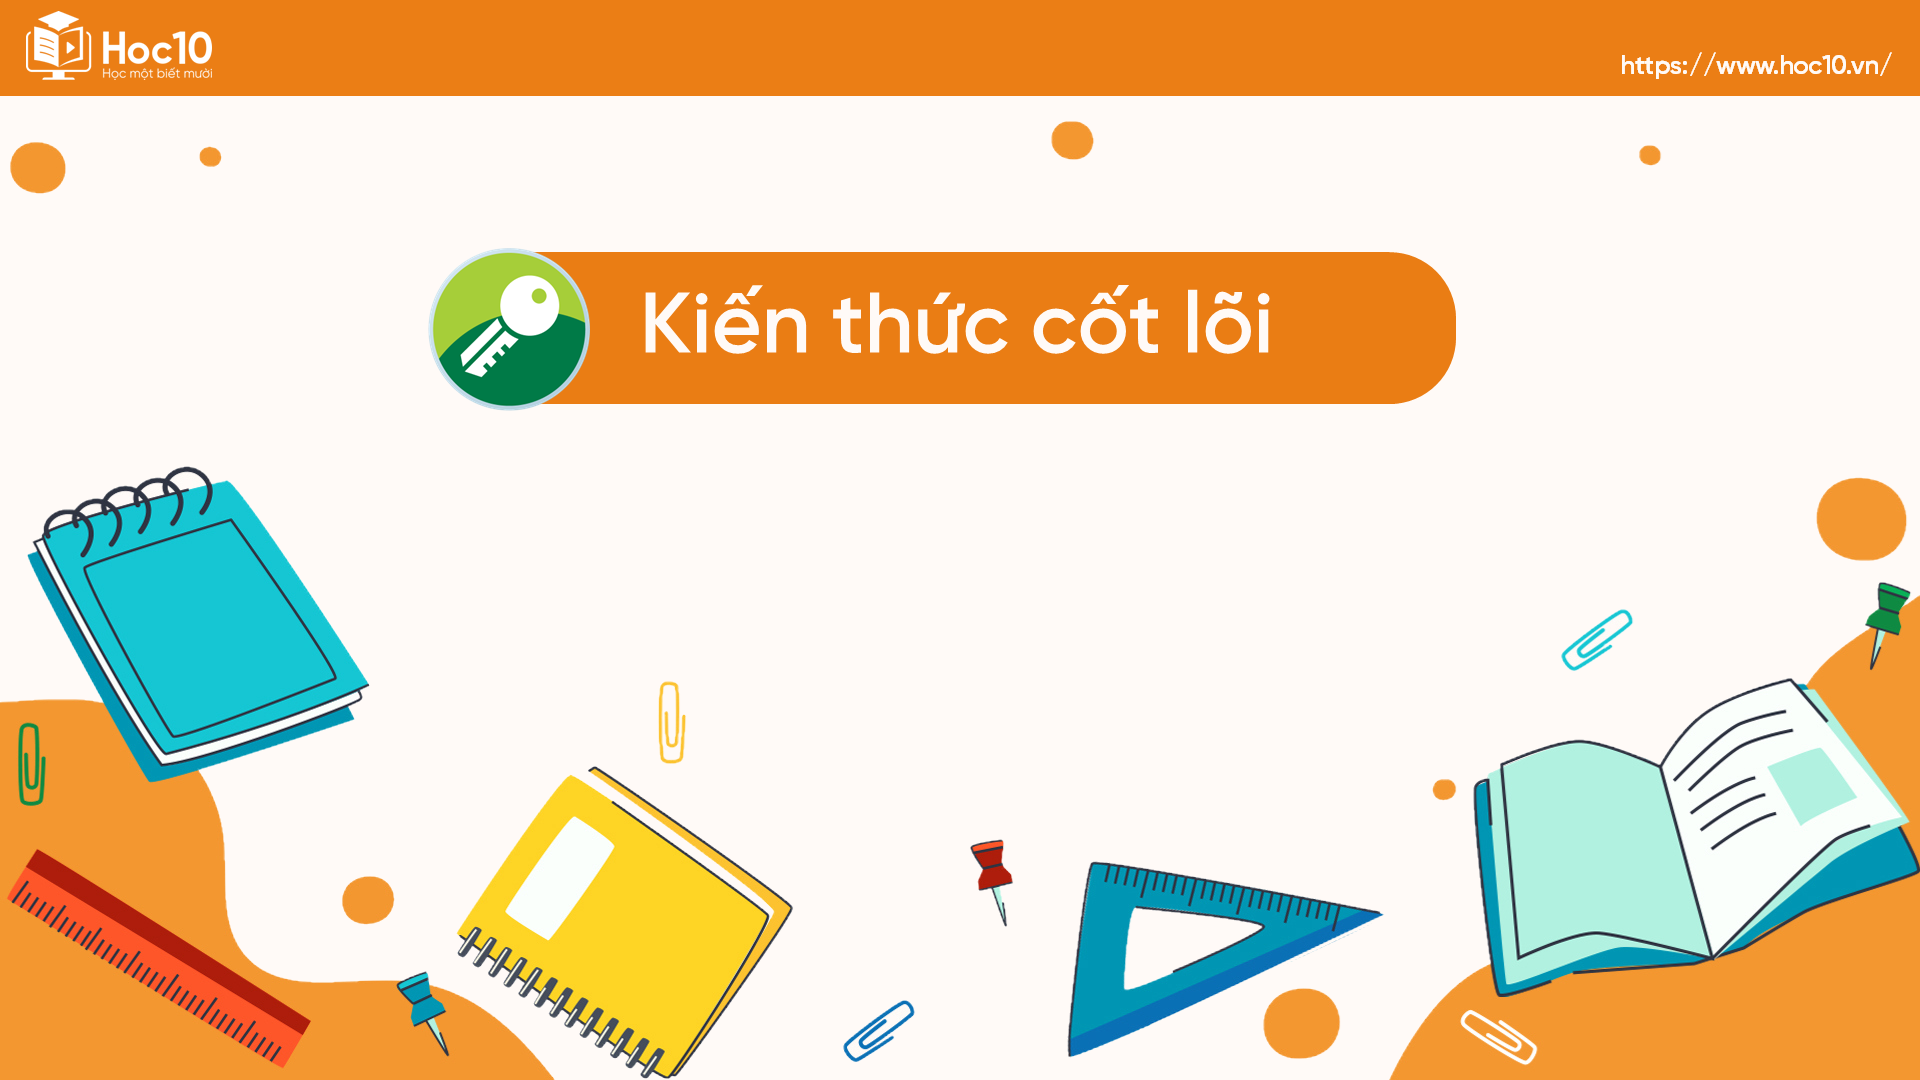 Hoc10
Học một biết mười
https://www.hoc10.vn/
Kiến thức cốt lõi